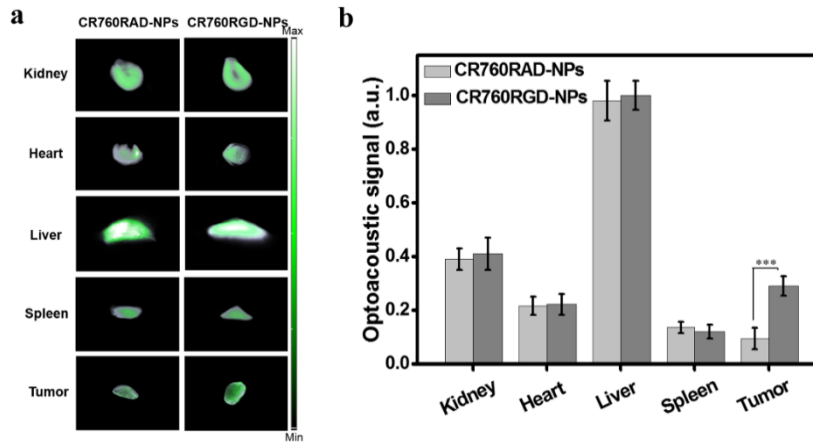 a
CR760RAD-NPs CR760RGD-NPs
Max
Kidney
Heart
Liver
Spleen
Tumor
Min
b
CR760RAD-NPs
CR760RGD-NPs
Optoacoustic signal (a.u.)
1.0
0.8
0.6
0.4
0.2
0.0
***
Kidney Heart Liver Spleen Tumor